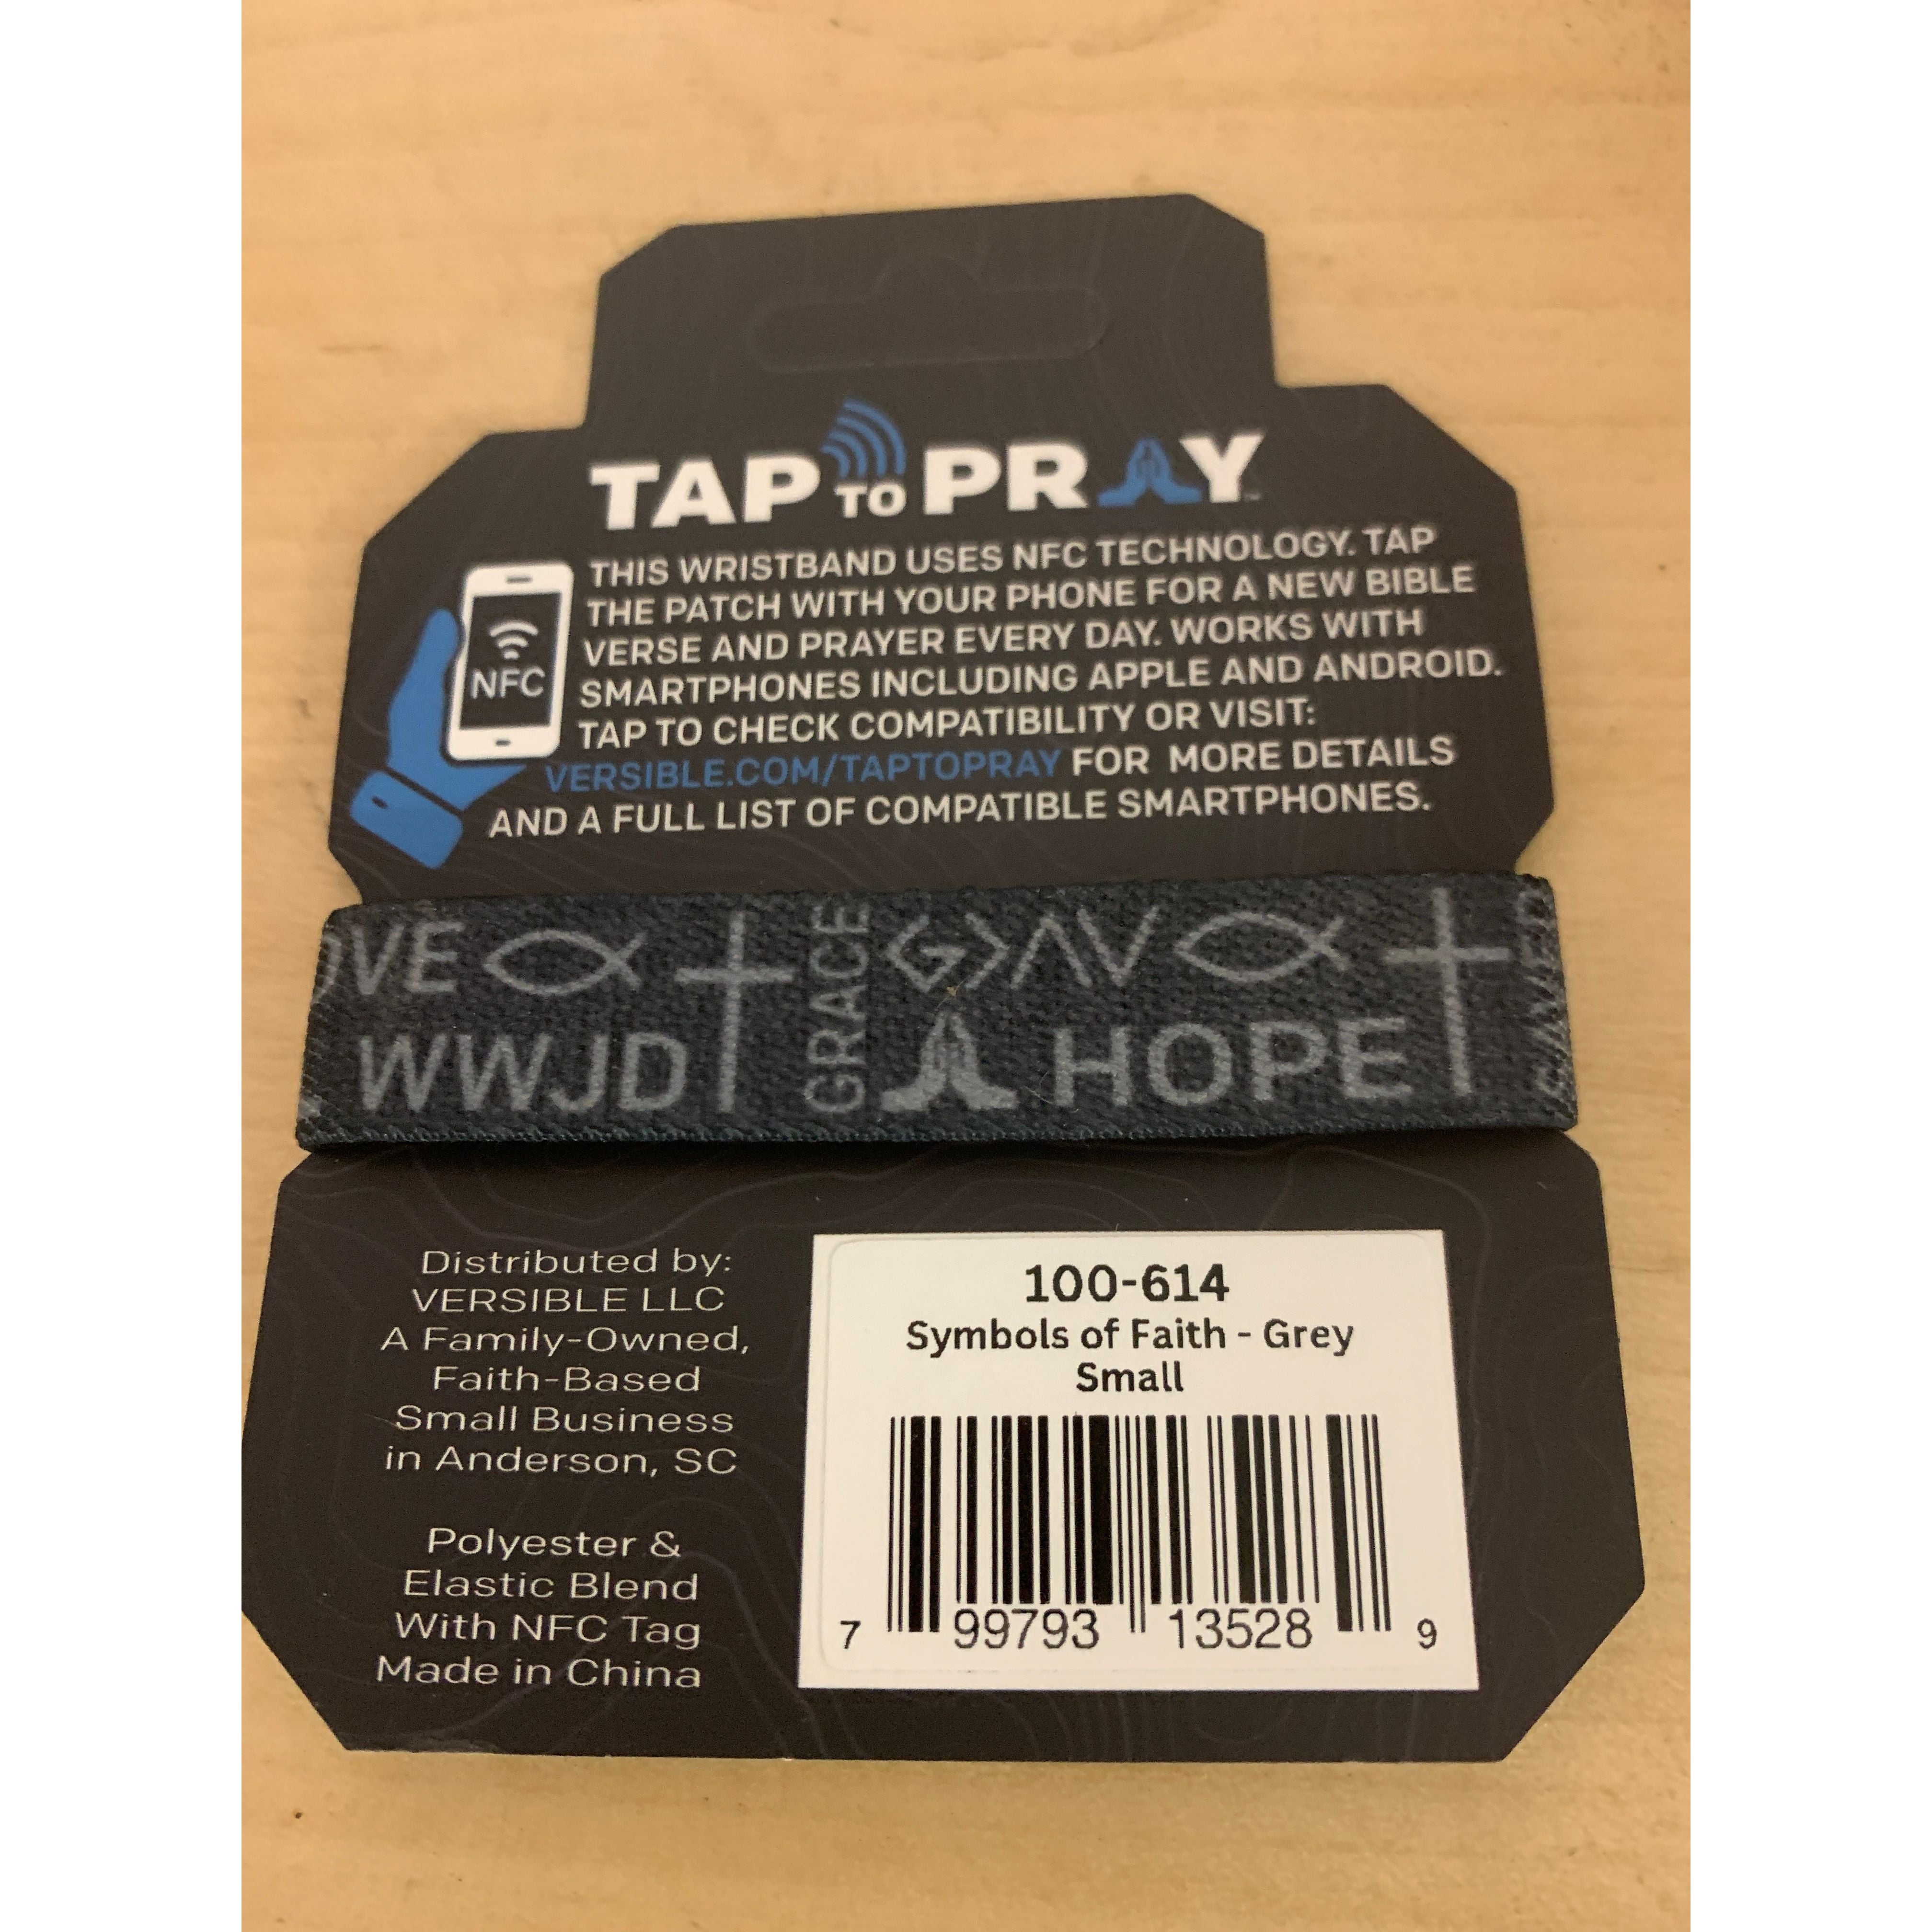 TAP TO PRAY™
THIS WRISTBAND USES NFC TECHNOLOGY. TAP
THE PATCH WITH YOUR PHONE FOR A NEW BIBLE
VERSE AND PRAYER EVERY DAY. WORKS WITH
SMARTPHONES INCLUDING APPLE AND ANDROID.
TAP TO CHECK COMPATIBILITY OR VISIT:
VERSIBLE.COM/TAPTOPRAY FOR MORE DETAILS
AND A FULL LIST OF COMPATIBLE SMARTPHONES.
NFC
OVE
WWJD
GRACE
G>ΛV
HOPE
Distributed by:
VERSIBLE LLC
A Family-Owned,
Faith-Based
Small Business
in Anderson, SC
Polyester &
Elastic Blend
With NFC Tag
Made in China
100-614
Symbols of Faith - Grey
Small
7 99793 13528 9